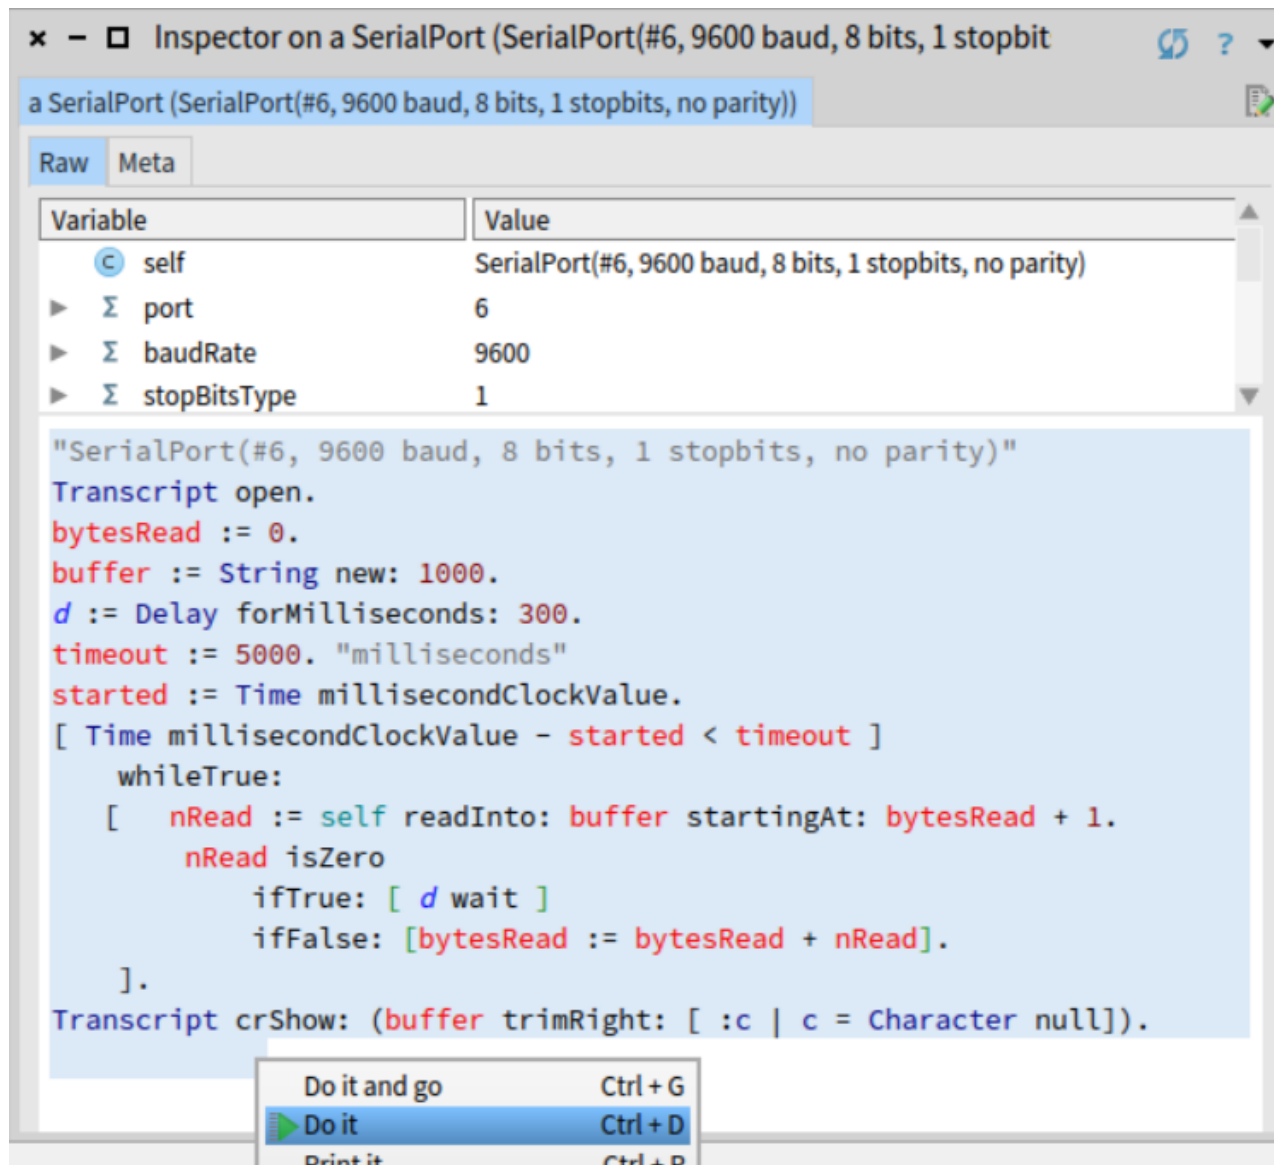 Inspector on a SerialPort (SerialPort(#6, 9600 baud, 8 bits, 1 stopbit
?
a SerialPort (SerialPort(#6, 9600 baud, 8 bits, 1 stopbits, no parity))
Raw Meta
Variable Value
C self SerialPort(#6, 9600 baud, 8 bits, 1 stopbits, no parity)
Σ port 6
Σ baudRate 9600
Σ stopBitsType 1
"SerialPort(#6, 9600 baud, 8 bits, 1 stopbits, no parity)"
Transcript open.
bytesRead := 0.
buffer := String new: 1000.
d := Delay forMilliseconds: 300.
timeout := 5000. "milliseconds"
started := Time millisecondClockValue.
[ Time millisecondClockValue - started < timeout ]
whileTrue:
[ nRead := self readInto: buffer startingAt: bytesRead + 1.
nRead isZero
ifTrue: [ d wait ]
ifFalse: [bytesRead := bytesRead + nRead].
].
Transcript crShow: (buffer trimRight: [ :c | c = Character null]).
Do it and go Ctrl + G
Do it Ctrl + D
Print it Ctrl + P